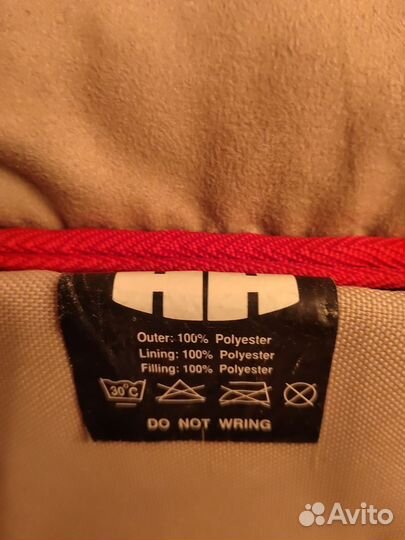 HH
Outer: 100% Polyester
Lining: 100% Polyester
Filling: 100% Polyester
30°C
DO NOT WRING
Avito